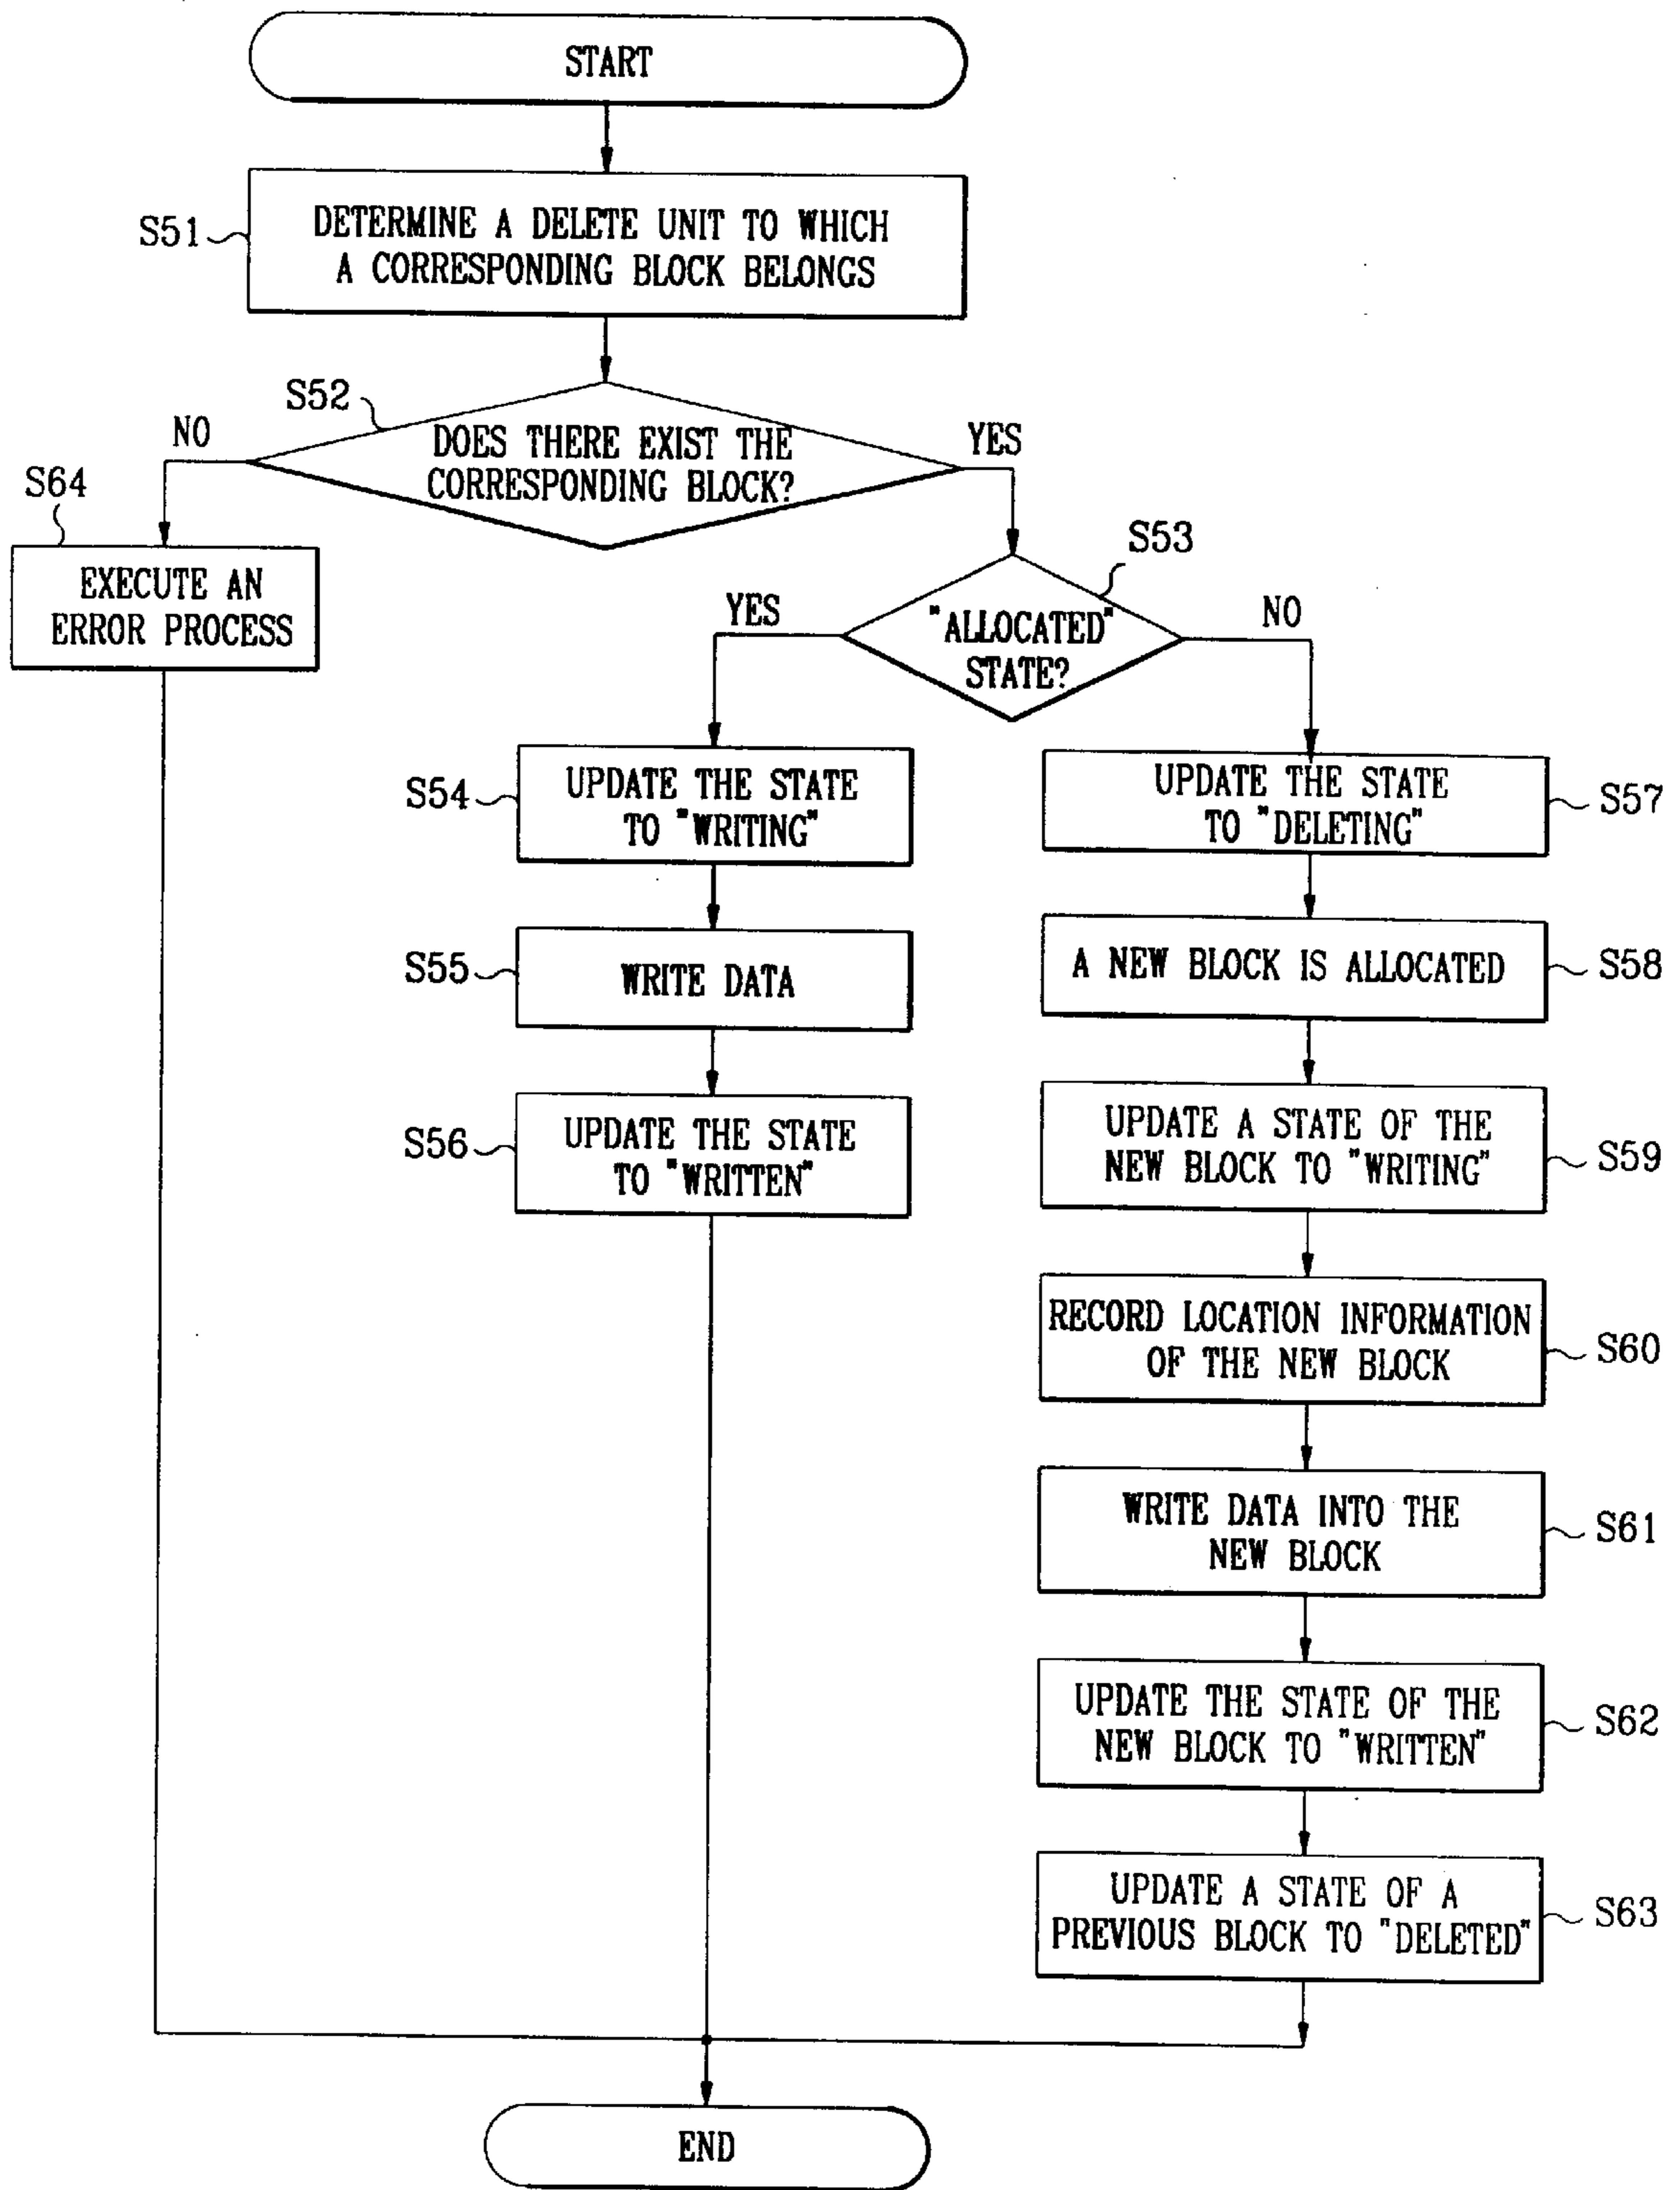 START
S51
DETERMINE A DELETE UNIT TO WHICH
A CORRESPONDING BLOCK BELONGS
S52
NO
DOES THERE EXIST THE
CORRESPONDING BLOCK?
YES
S64
EXECUTE AN
ERROR PROCESS
S53
YES
"ALLOCATED"
STATE?
NO
S54
UPDATE THE STATE
TO "WRITING"
S55
WRITE DATA
S56
UPDATE THE STATE
TO "WRITTEN"
UPDATE THE STATE
TO "DELETING"
S57
A NEW BLOCK IS ALLOCATED
S58
UPDATE A STATE OF THE
NEW BLOCK TO "WRITING"
S59
RECORD LOCATION INFORMATION
OF THE NEW BLOCK
S60
WRITE DATA INTO THE
NEW BLOCK
S61
UPDATE THE STATE OF THE
NEW BLOCK TO "WRITTEN"
S62
UPDATE A STATE OF A
PREVIOUS BLOCK TO "DELETED"
S63
END